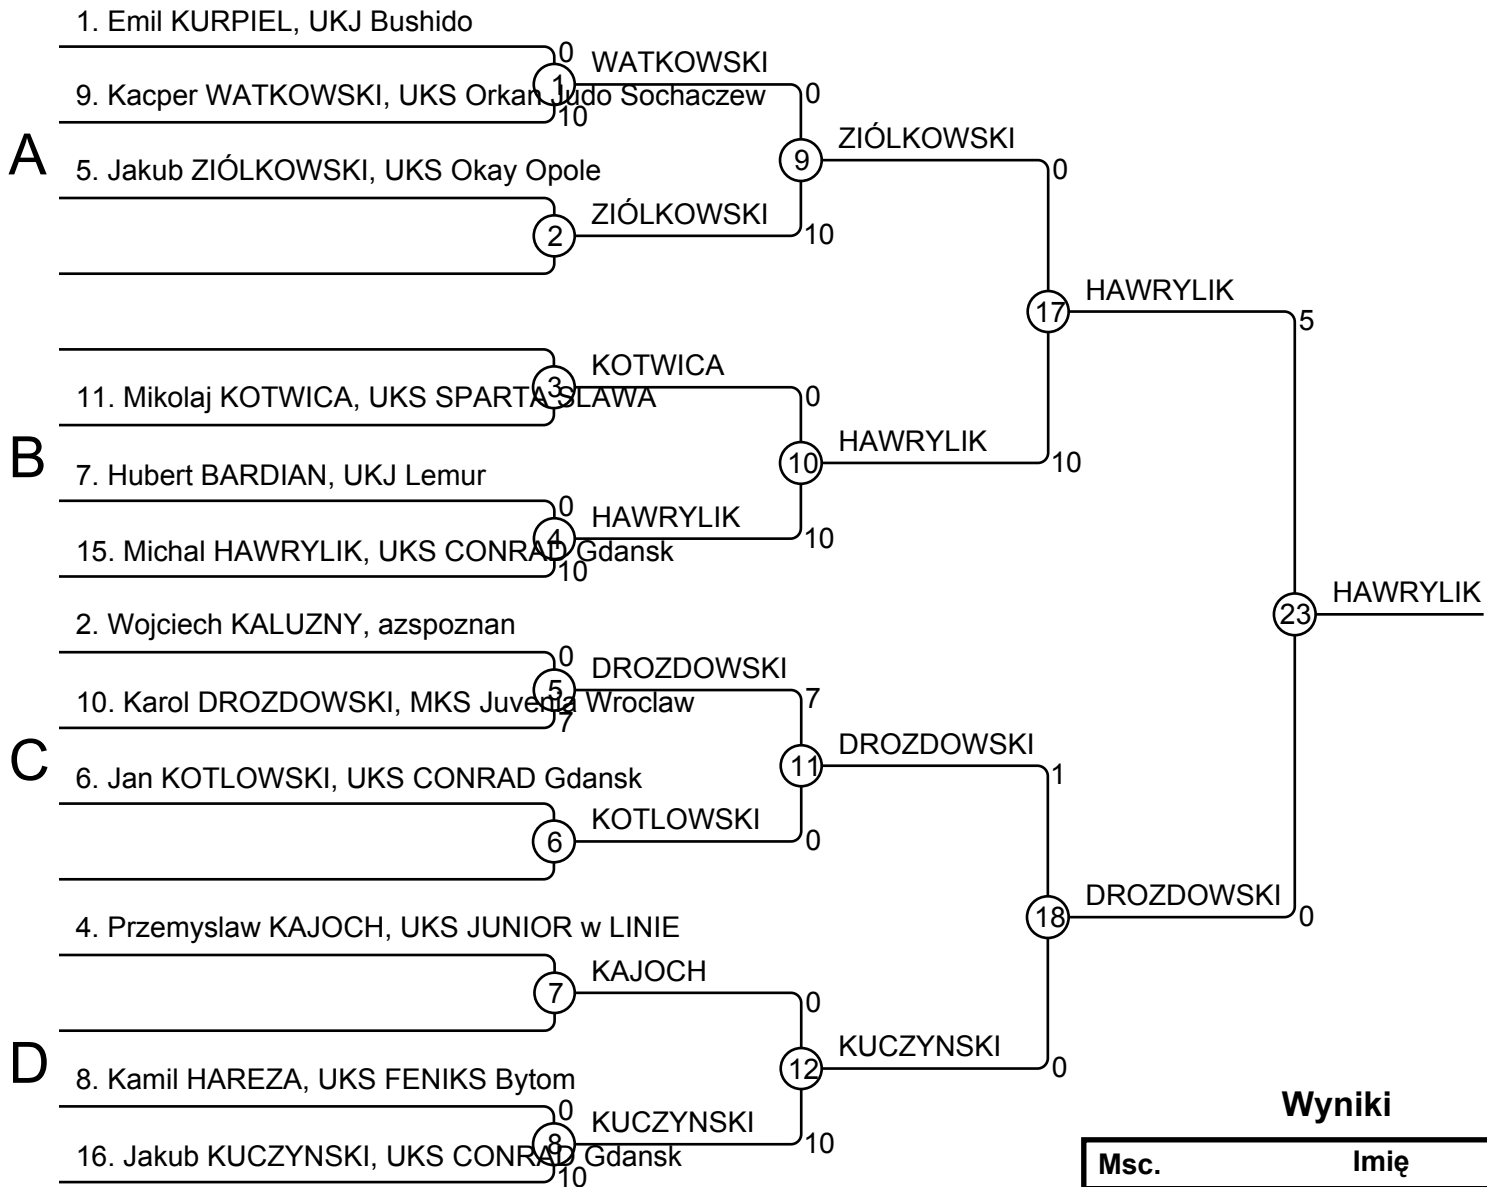 1. Emil KURPIEL, UKJ Bushido
0
1
WATKOWSKI
9. Kacper WATKOWSKI, UKS Orkan Judo Sochaczew
10
0
A
9
ZIÓLKOWSKI
0
5. Jakub ZIÓLKOWSKI, UKS Okay Opole
2
ZIÓLKOWSKI
10
17
HAWRYLIK
5
3
KOTWICA
0
11. Mikolaj KOTWICA, UKS SPARTA SLAWA
B
10
HAWRYLIK
10
7. Hubert BARDIAN, UKJ Lemur
0
4
HAWRYLIK
10
15. Michal HAWRYLIK, UKS CONRAD Gdansk
10
23
HAWRYLIK
2. Wojciech KALUZNY, azspoznan
0
5
DROZDOWSKI
7
10. Karol DROZDOWSKI, MKS Juvenia Wroclaw
7
C
11
DROZDOWSKI
1
6. Jan KOTLOWSKI, UKS CONRAD Gdansk
6
KOTLOWSKI
0
18
DROZDOWSKI
0
4. Przemyslaw KAJOCH, UKS JUNIOR w LINIE
7
KAJOCH
0
D
12
KUCZYNSKI
0
8. Kamil HAREZA, UKS FENIKS Bytom
0
8
KUCZYNSKI
10
16. Jakub KUCZYNSKI, UKS CONRAD Gdansk
10
Wyniki
Msc. Imię